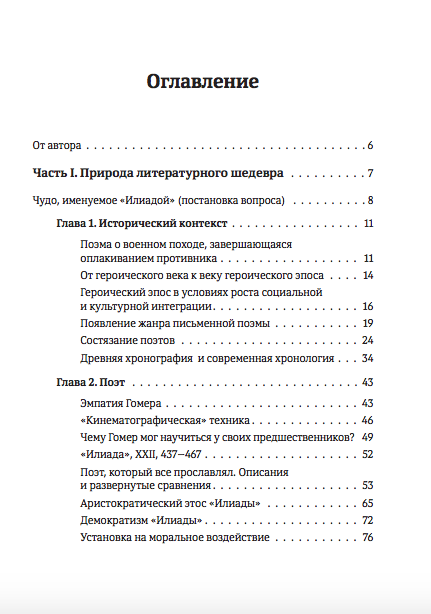 Оглавление
От автора . . . . . . . . . . . . . . . . . . . . . . . . . . . . . . . . . . . 6
Часть I. Природа литературного шедевра . . . . . . . . . . 7
Чудо, именуемое «Илиадой» (постановка вопроса) . . . . . . . . . . 8
Глава 1. Исторический контекст . . . . . . . . . . . . . . . . . 11
Поэма о военном походе, завершающаяся
оплакиванием противника . . . . . . . . . . . . . . . . . 11
От героического века к веку героического эпоса . . . . 14
Героический эпос в условиях роста социальной
и культурной интеграции . . . . . . . . . . . . . . . . . . 16
Появление жанра письменной поэмы . . . . . . . . . . 19
Состязание поэтов . . . . . . . . . . . . . . . . . . . . . . 24
Древняя хронография и современная хронология . . . . 34
Глава 2. Поэт . . . . . . . . . . . . . . . . . . . . . . . . . . . . 43
Эмпатия Гомера . . . . . . . . . . . . . . . . . . . . . . . . 43
«Кинематографическая» техника . . . . . . . . . . . . . 46
Чему Гомер мог научиться у своих предшественников? 49
«Илиада», XXII, 437–467 . . . . . . . . . . . . . . . . . . . 52
Поэт, который все прославлял. Описания
и развернутые сравнения . . . . . . . . . . . . . . . . . . 53
Аристократический этос «Илиады» . . . . . . . . . . . 65
Демократизм «Илиады» . . . . . . . . . . . . . . . . . . . 72
Установка на моральное воздействие . . . . . . . . . . 76